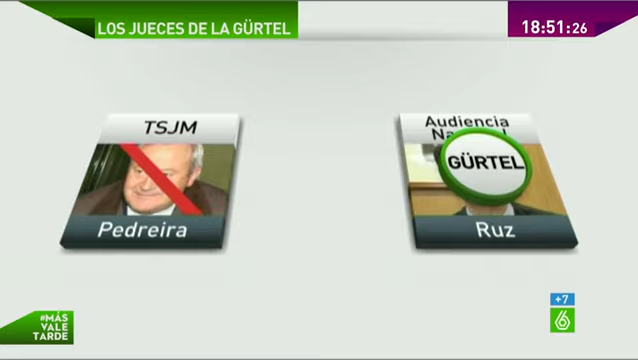 LOS JUECES DE LA GÜRTEL
18:51:26
TSJM
Pedreira
Audiencia
GÜRTEL
Ruz
+7
6
#MÁS
VALE
TARDE